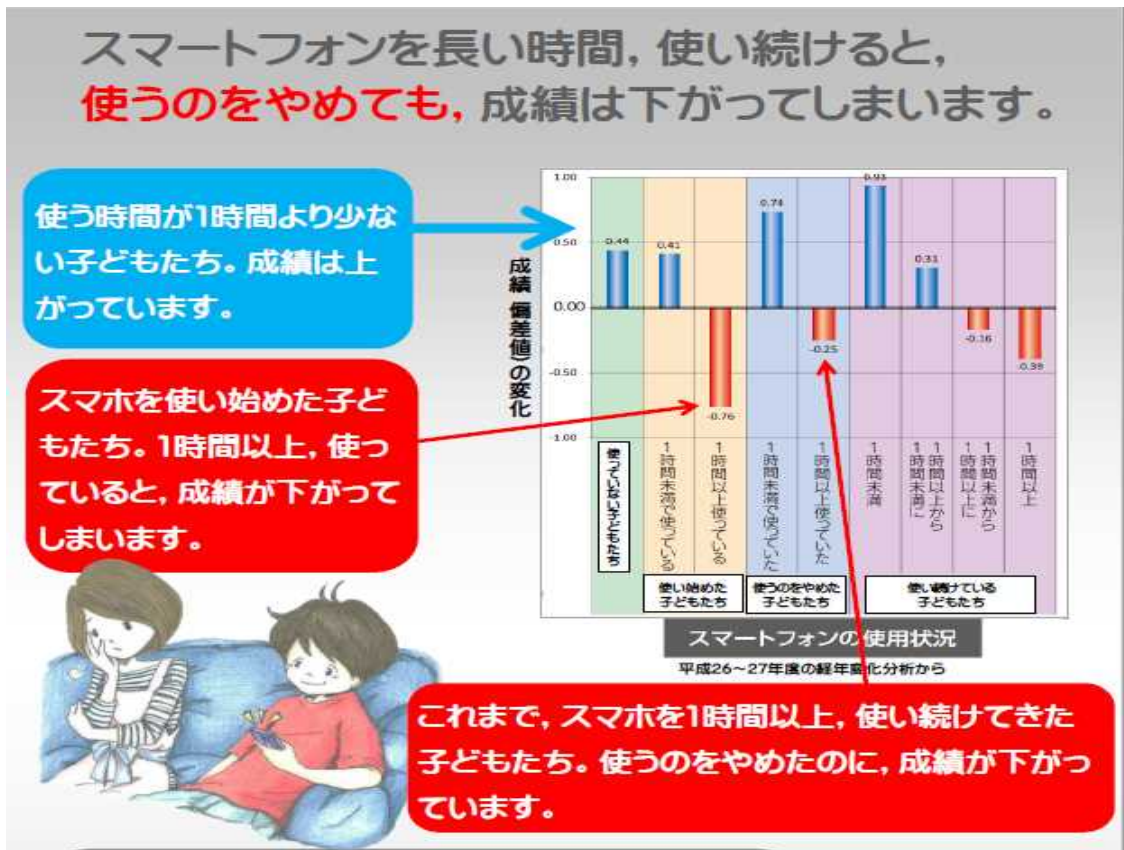 スマートフォンを長い時間，使い続けると，
使うのをやめても，成績は下がってしまいます。
使う時間が1時間より少な
い子どもたち。成績は上
がっています。
スマホを使い始めた子ど
もたち。1時間以上，使っ
ていると，成績が下がって
しまいます。
成績（偏差値）の変化
1.00
0.50
0.00
-0.50
-1.00
0.44
0.41
-0.76
0.74
-0.25
0.93
0.31
-0.16
-0.39
使っていない子どもたち
1時間未満で使っている
1時間以上使っている
1時間未満で使っていた
1時間以上使っていた
1時間未満
1時間以上から
1時間未満に
1時間未満から
1時間以上に
1時間以上
使い始めた
子どもたち
使うのをやめた
子どもたち
使い続けている
子どもたち
スマートフォンの使用状況
平成26～27年度の経年変化分析から
これまで，スマホを1時間以上，使い続けてきた
子どもたち。使うのをやめたのに，成績が下がっ
ています。